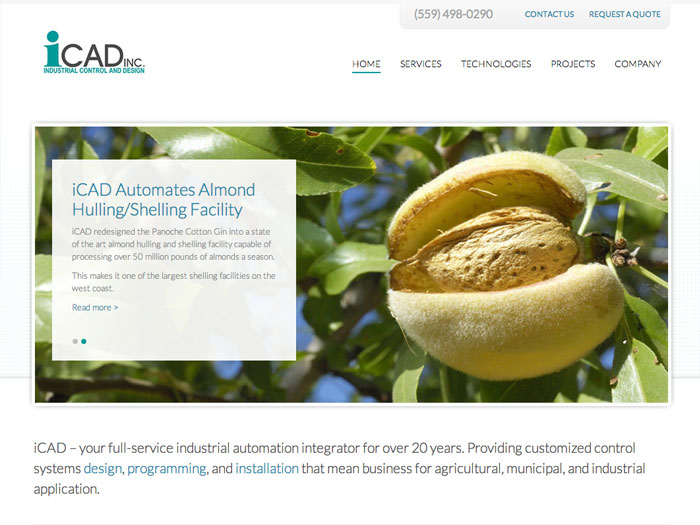 (559) 498-0290 CONTACT US REQUEST A QUOTE
iCAD INC.
INDUSTRIAL CONTROL AND DESIGN
HOME SERVICES TECHNOLOGIES PROJECTS COMPANY
iCAD Automates Almond
Hulling/Shelling Facility
iCAD redesigned the Panoche Cotton Gin into a state
of the art almond hulling and shelling facility capable of
processing over 50 million pounds of almonds a season.
This makes it one of the largest shelling facilities on the
west coast.
Read more >
iCAD – your full-service industrial automation integrator for over 20 years. Providing customized control
systems design, programming, and installation that mean business for agricultural, municipal, and industrial
application.